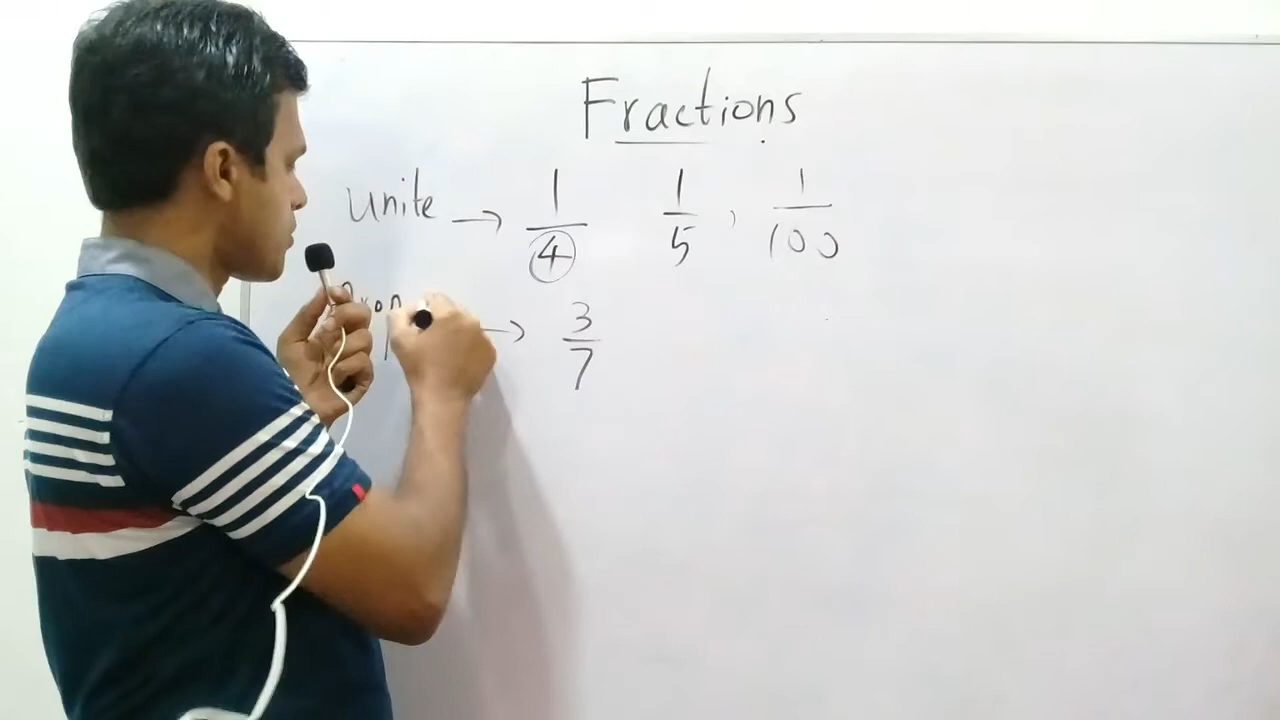 Fractions
unite → 1/4 1/5 , 1/100
→ 3/7